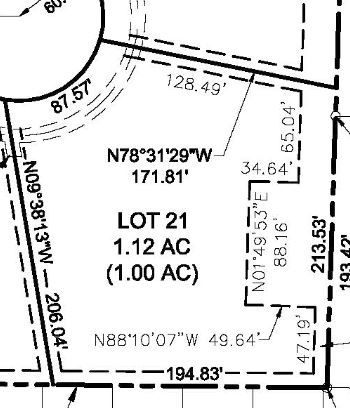 60.
87.57'
128.49'
65.04'
N78°31'29"W
171.81'
34.64'
N09°38'13"W 206.04'
LOT 21
1.12 AC
(1.00 AC)
N01°49'53"E
88.16'
213.53'
193.42'
N88°10'07"W 49.64'
47.19'
194.83'